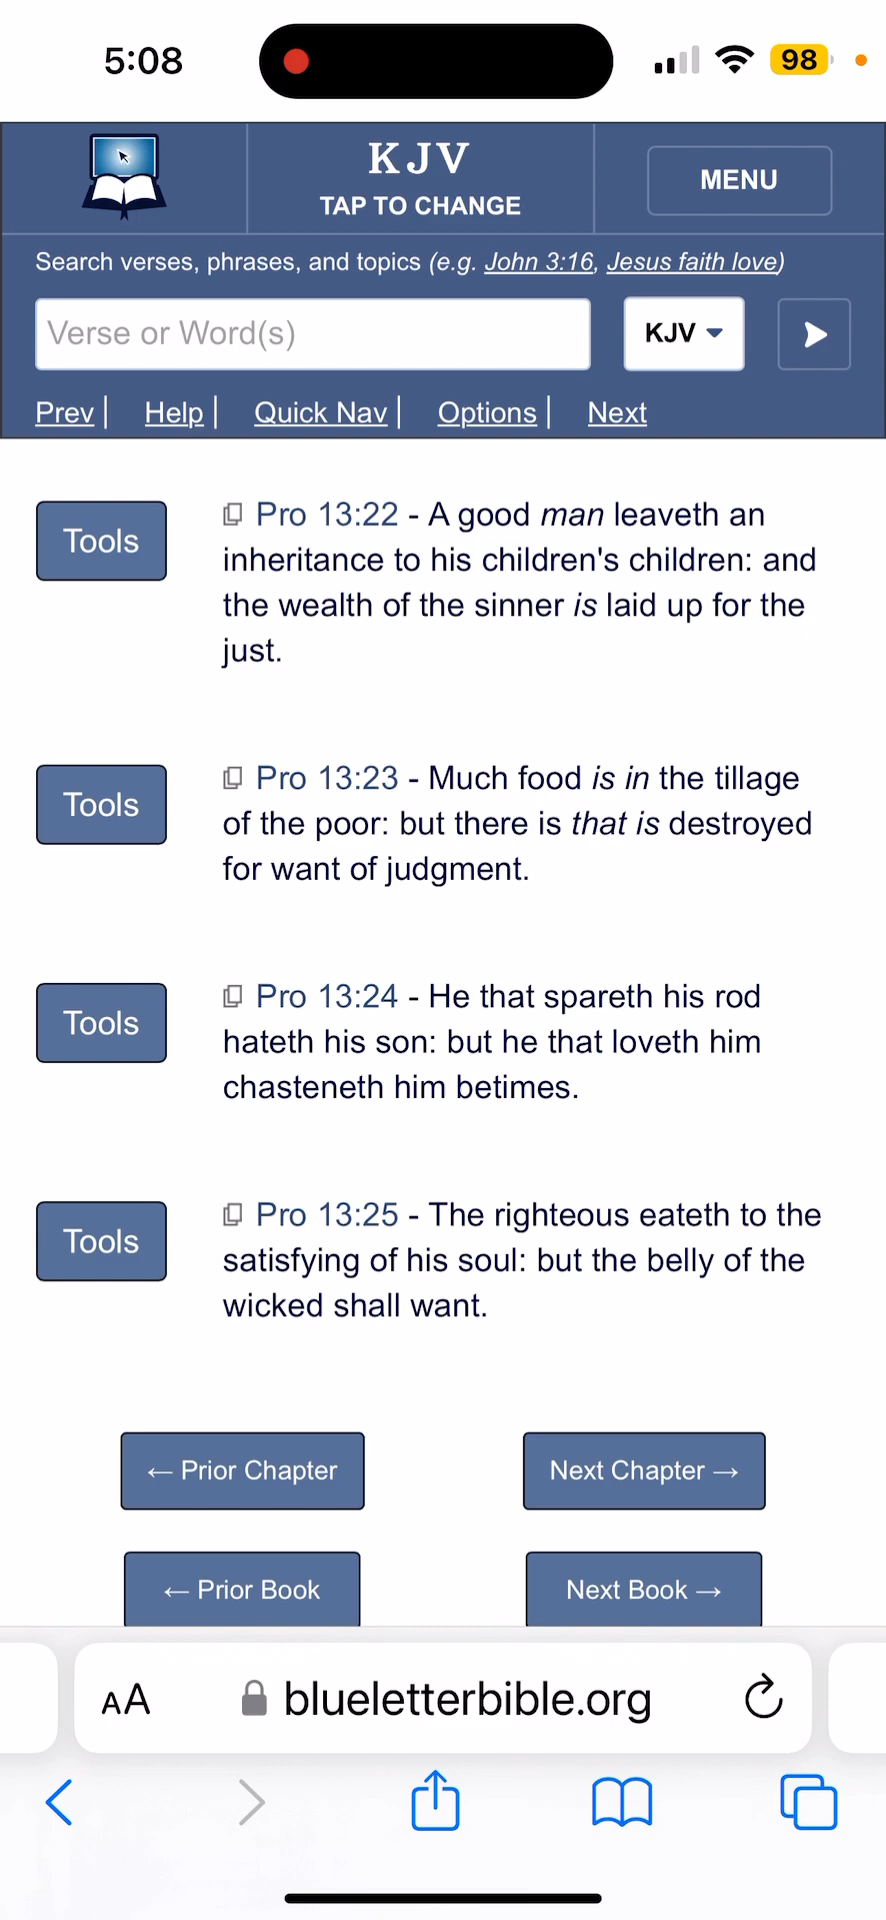 5:08
98
KJV
TAP TO CHANGE
MENU
Search verses, phrases, and topics (e.g. John 3:16, Jesus faith love)
Verse or Word(s)
KJV
Prev | Help | Quick Nav | Options | Next
Tools
Pro 13:22 - A good man leaveth an
inheritance to his children's children: and
the wealth of the sinner is laid up for the
just.
Tools
Pro 13:23 - Much food is in the tillage
of the poor: but there is that is destroyed
for want of judgment.
Tools
Pro 13:24 - He that spareth his rod
hateth his son: but he that loveth him
chasteneth him betimes.
Tools
Pro 13:25 - The righteous eateth to the
satisfying of his soul: but the belly of the
wicked shall want.
← Prior Chapter
Next Chapter →
← Prior Book
Next Book →
AA
blueletterbible.org